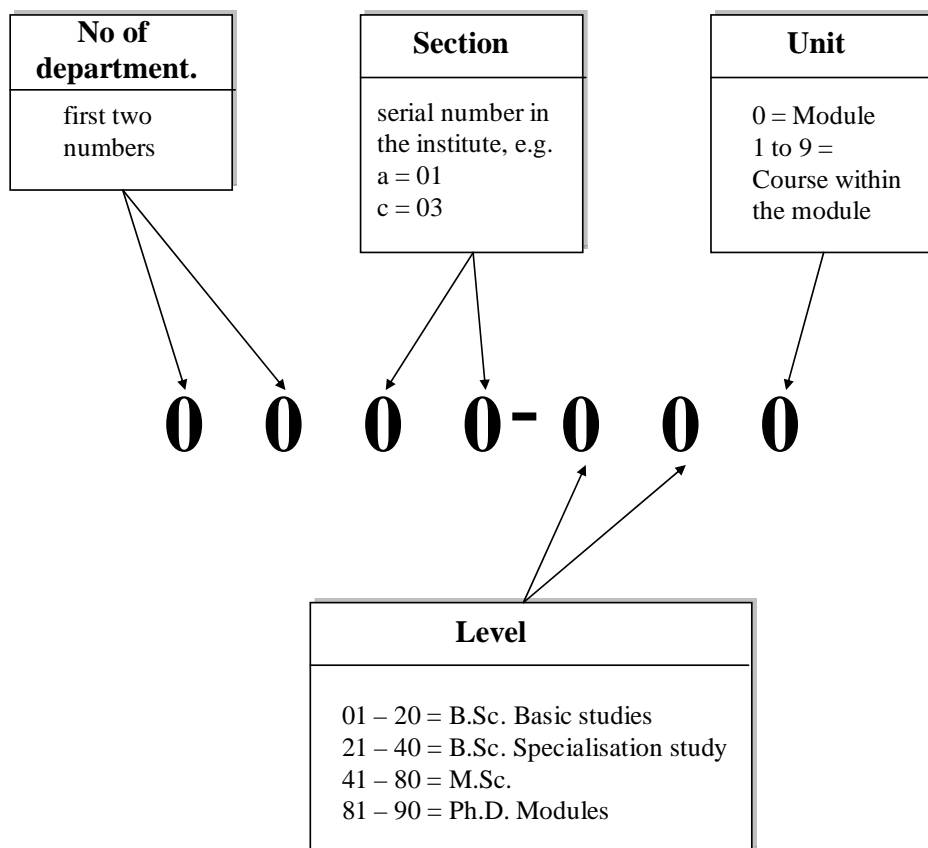 No of
department.
first two
numbers
Section
serial number in
the institute, e.g.
a = 01
c = 03
Unit
0 = Module
1 to 9 =
Course within
the module
0 0 0 0 - 0 0 0
Level
01 – 20 = B.Sc. Basic studies
21 – 40 = B.Sc. Specialisation study
41 – 80 = M.Sc.
81 – 90 = Ph.D. Modules